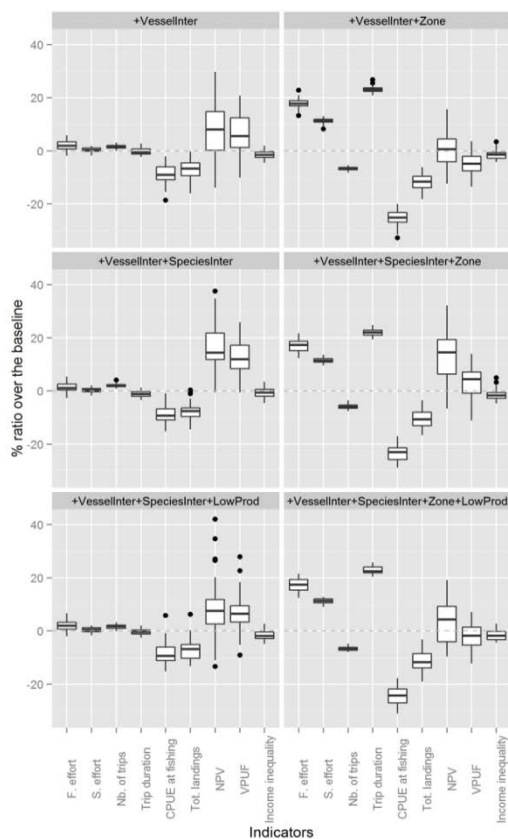 +VesselInter
+VesselInter+Zone
40
20
0
-20
+VesselInter+SpeciesInter
+VesselInter+SpeciesInter+Zone
40
20
0
-20
+VesselInter+SpeciesInter+LowProd
+VesselInter+SpeciesInter+Zone+LowProd
40
20
0
-20
% ratio over the baseline
F. effort
S. effort
Nb. of trips
Trip duration
CPUE at fishing
Tot. landings
NPV
VPUF
Income inequality
F. effort
S. effort
Nb. of trips
Trip duration
CPUE at fishing
Tot. landings
NPV
VPUF
Income inequality
Indicators